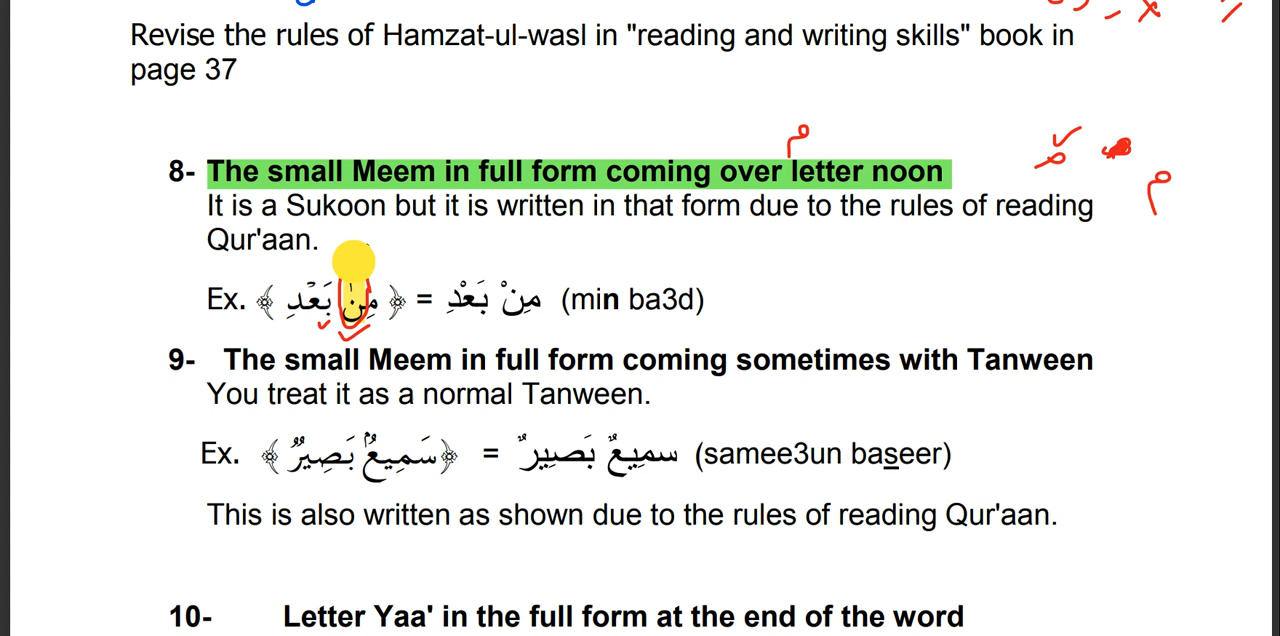 Revise the rules of Hamzat-ul-wasl in "reading and writing skills" book in
page 37
م
8- The small Meem in full form coming over letter noon
م
It is a Sukoon but it is written in that form due to the rules of reading
Qur'aan.
Ex. ﴿ مِنۢ بَعْدِ ﴾ = مِنْ بَعْدِ (min ba3d)
9- The small Meem in full form coming sometimes with Tanween
You treat it as a normal Tanween.
Ex. ﴿سَمِيعُۢ بَصِيرٌ ﴾ = سمِيعٌ بَصِيرٌ (samee3un baseer)
This is also written as shown due to the rules of reading Qur'aan.
10- Letter Yaa' in the full form at the end of the word